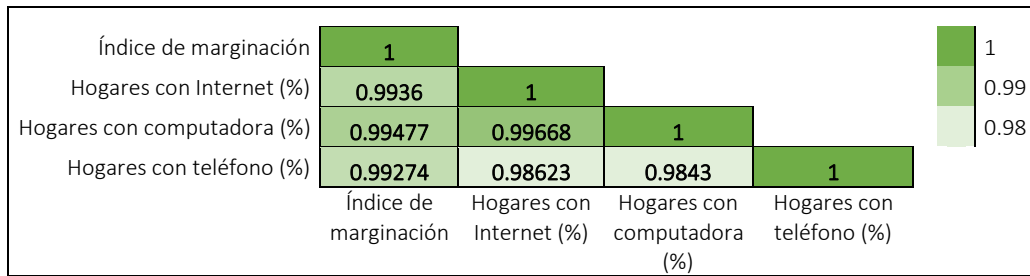 Índice de marginación 1
Hogares con Internet (%) 0.9936 1
Hogares con computadora (%) 0.99477 0.99668 1
Hogares con teléfono (%) 0.99274 0.98623 0.9843 1
Índice de marginación
Hogares con Internet (%)
Hogares con computadora (%)
Hogares con teléfono (%)
1
0.99
0.98